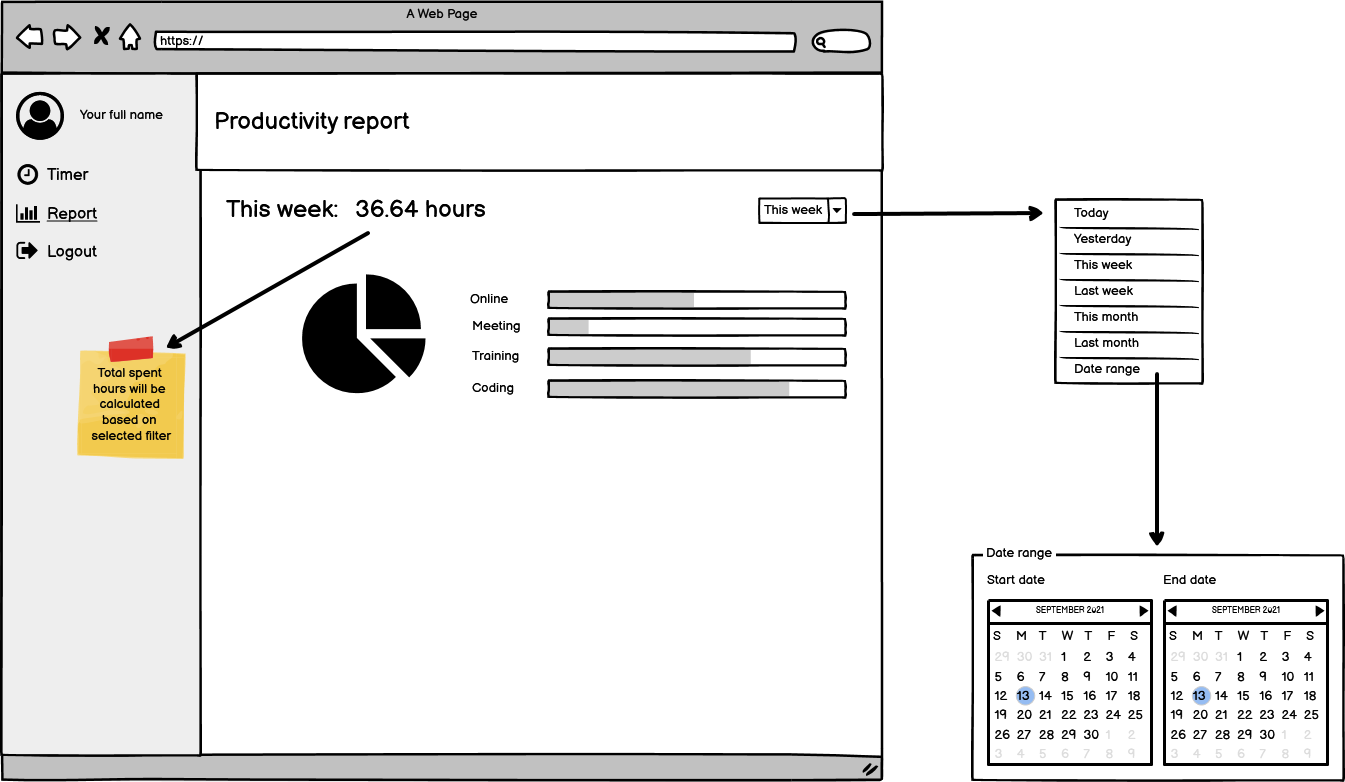 A Web Page
https://
Your full name
Timer
Report
Logout
Productivity report
This week: 36.64 hours
This week
Online
Meeting
Training
Coding
Total spent
hours will be
calculated
based on
selected filter
Today
Yesterday
This week
Last week
This month
Last month
Date range
Date range
Start date
SEPTEMBER 2021
S M T W T F S
29 30 31 1 2 3 4
5 6 7 8 9 10 11
12 13 14 15 16 17 18
19 20 21 22 23 24 25
26 27 28 29 30 1 2
3 4 5 6 7 8 9
End date
SEPTEMBER 2021
S M T W T F S
29 30 31 1 2 3 4
5 6 7 8 9 10 11
12 13 14 15 16 17 18
19 20 21 22 23 24 25
26 27 28 29 30 1 2
3 4 5 6 7 8 9